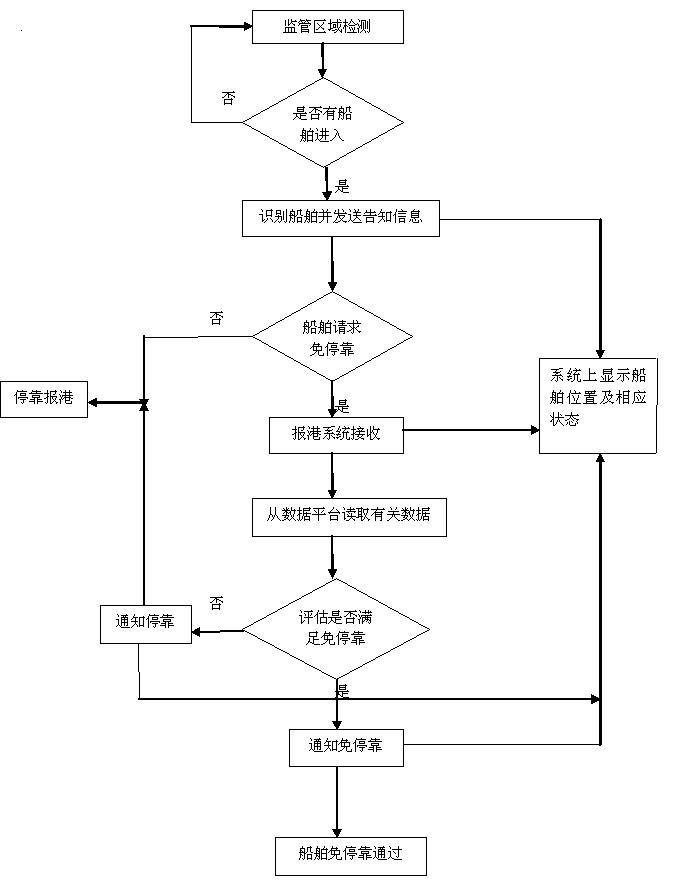 监管区域检测
否
是否有船
舶进入
是
识别船舶并发送告知信息
否
船舶请求
免停靠
系统上显示船
舶位置及相应
状态
停靠报港
是
报港系统接收
从数据平台读取有关数据
否
评估是否满
足免停靠
通知停靠
是
通知免停靠
船舶免停靠通过